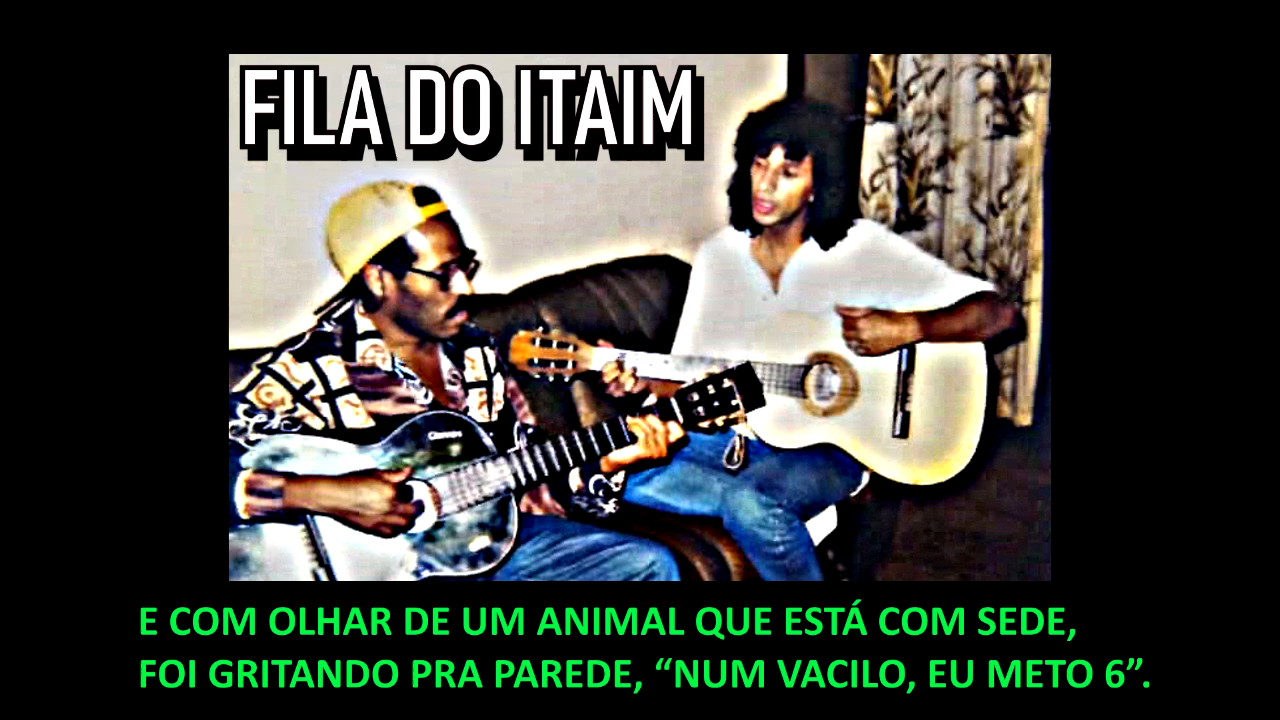 FILA DO ITAIM
E COM OLHAR DE UM ANIMAL QUE ESTÁ COM SEDE,
FOI GRITANDO PRA PAREDE, “NUM VACILO, EU METO 6”.